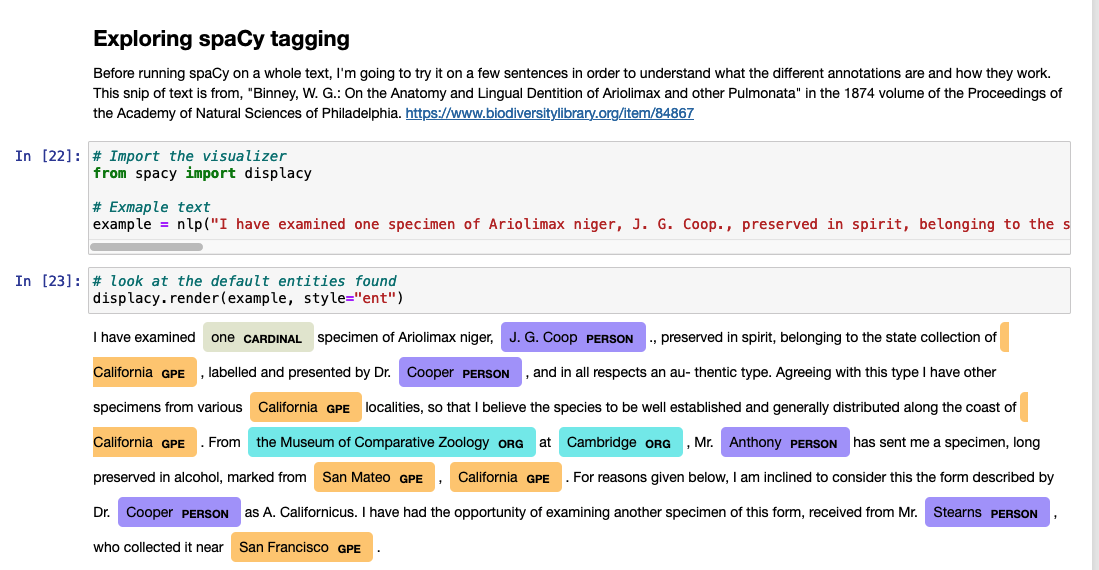 Exploring spaCy tagging
Before running spaCy on a whole text, I'm going to try it on a few sentences in order to understand what the different annotations are and how they work.
This snip of text is from, "Binney, W. G.: On the Anatomy and Lingual Dentition of Ariolimax and other Pulmonata" in the 1874 volume of the Proceedings of
the Academy of Natural Sciences of Philadelphia. https://www.biodiversitylibrary.org/item/84867
In [22]: # Import the visualizer
from spacy import displacy
# Exmaple text
example = nlp("I have examined one specimen of Ariolimax niger, J. G. Coop., preserved in spirit, belonging to the s
In [23]: # look at the default entities found
displacy.render(example, style="ent")
I have examined one CARDINAL specimen of Ariolimax niger, J. G. Coop PERSON ., preserved in spirit, belonging to the state collection of
California GPE , labelled and presented by Dr. Cooper PERSON , and in all respects an au- thentic type. Agreeing with this type I have other
specimens from various California GPE localities, so that I believe the species to be well established and generally distributed along the coast of
California GPE . From the Museum of Comparative Zoology ORG at Cambridge ORG , Mr. Anthony PERSON has sent me a specimen, long
preserved in alcohol, marked from San Mateo GPE , California GPE . For reasons given below, I am inclined to consider this the form described by
Dr. Cooper PERSON as A. Californicus. I have had the opportunity of examining another specimen of this form, received from Mr. Stearns PERSON ,
who collected it near San Francisco GPE .